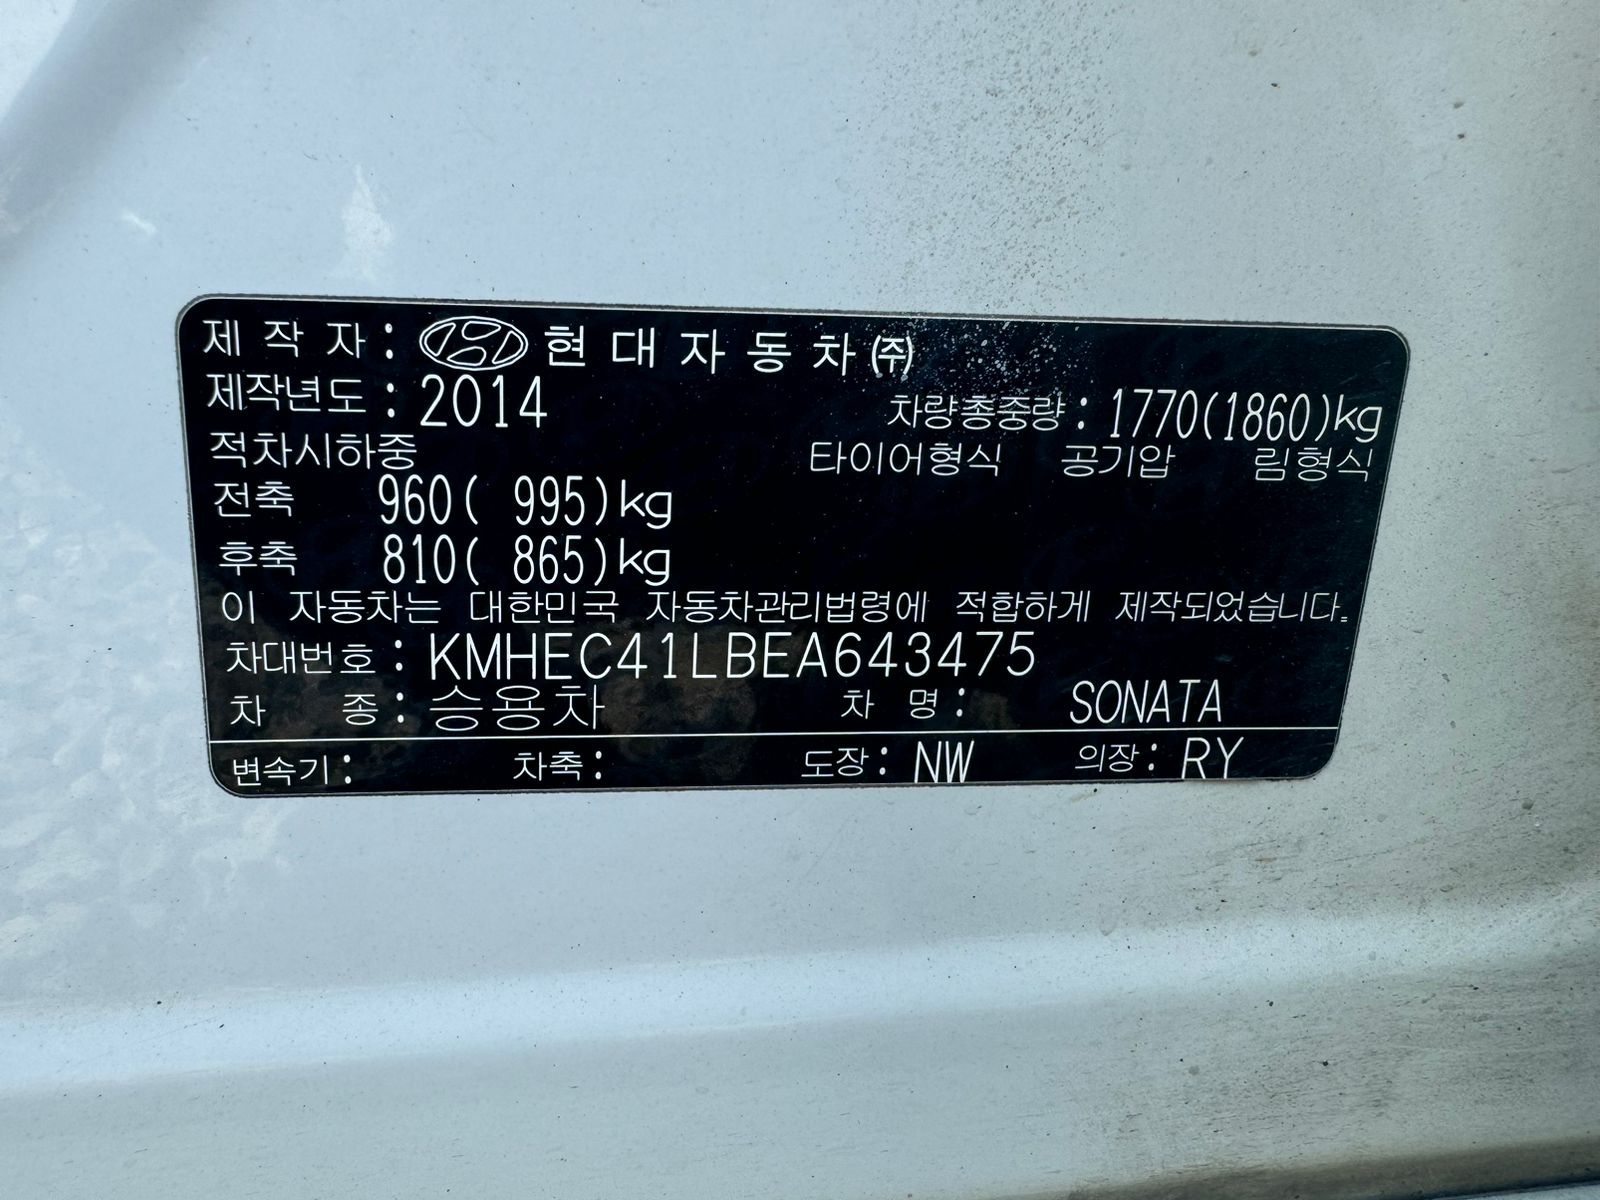 제 작 자 : 현 대 자 동 차 ㈜
제작년도 : 2014
차량총중량 : 1770(1860)kg
적차시하중
타이어형식 공기압 림형식
전축 960( 995)kg
후축 810( 865)kg
이 자동차는 대한민국 자동차관리법령에 적합하게 제작되었습니다.
차대번호 : KMHEC41LBEA643475
차 종 : 승용차 차 명 : SONATA
변속기 : 차축 : 도장 : NW 의장 : RY